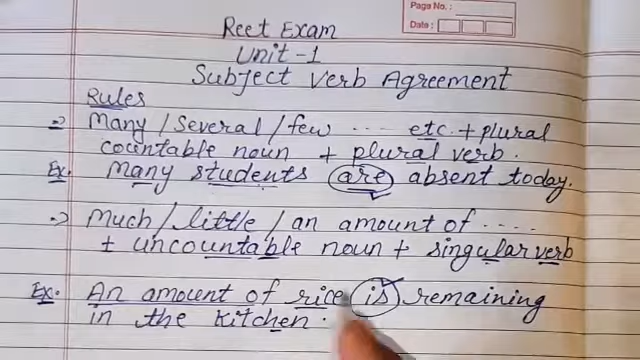 Page No.:
Date :
Reet Exam
Unit -1
Subject verb Agreement
Rules
=> Many / Several / few ... etc. + plural
countable noun + plural verb.
Ex. Many students are absent today.
-> Much / little / an amount of ....
+ uncountable noun + singular verb
Ex. An amount of rice is remaining
in the kitchen.